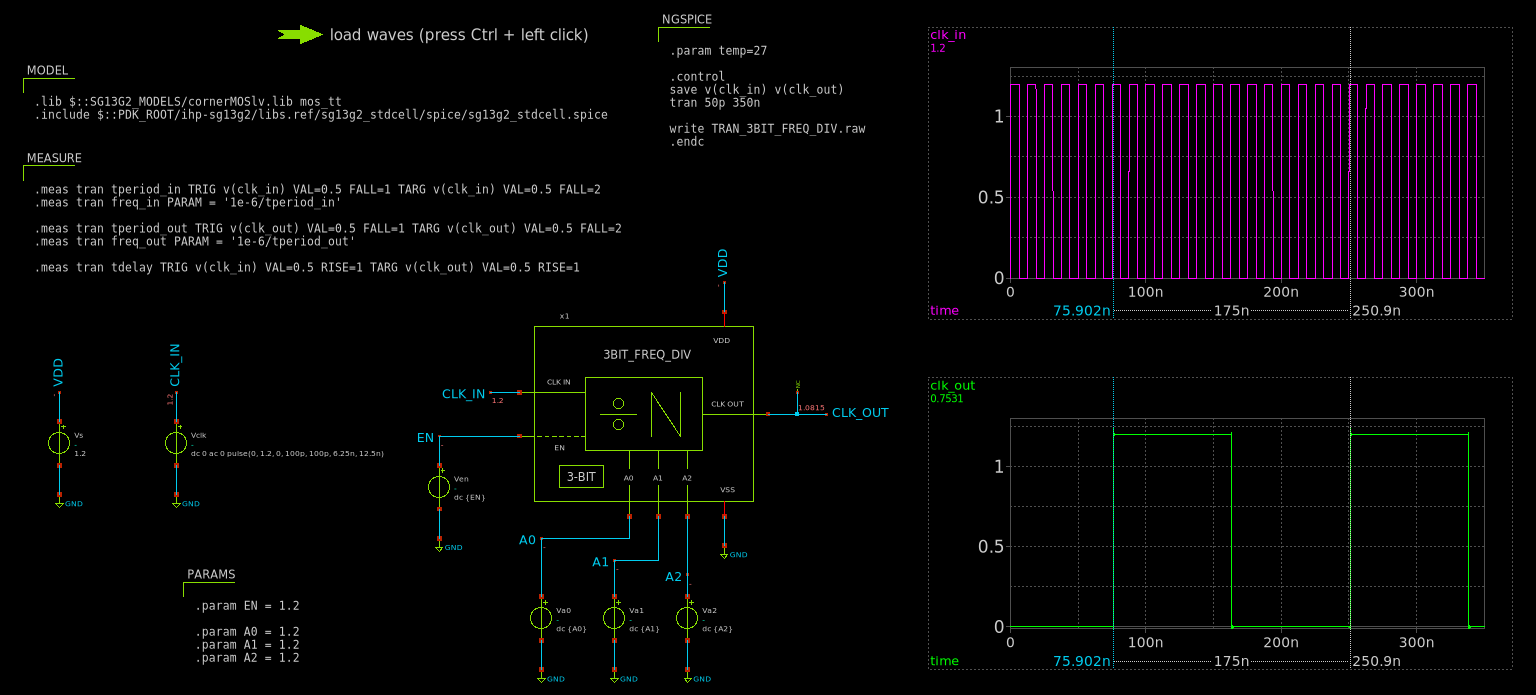 load waves (press Ctrl + left click)
MODEL
.lib $::SG13G2_MODELS/cornerMOSlv.lib mos_tt
.include $::PDK_ROOT/ihp-sg13g2/libs.ref/sg13g2_stdcell/spice/sg13g2_stdcell.spice
MEASURE
.meas tran tperiod_in TRIG v(clk_in) VAL=0.5 FALL=1 TARG v(clk_in) VAL=0.5 FALL=2
.meas tran freq_in PARAM = '1e-6/tperiod_in'
.meas tran tperiod_out TRIG v(clk_out) VAL=0.5 FALL=1 TARG v(clk_out) VAL=0.5 FALL=2
.meas tran freq_out PARAM = '1e-6/tperiod_out'
.meas tran tdelay TRIG v(clk_in) VAL=0.5 RISE=1 TARG v(clk_out) VAL=0.5 RISE=1
NGSPICE
.param temp=27
.control
save v(clk_in) v(clk_out)
tran 50p 350n
write TRAN_3BIT_FREQ_DIV.raw
.endc
VDD
Vs
1.2
GND
CLK_IN
1.2
Vclk
dc 0 ac 0 pulse(0, 1.2, 0, 100p, 100p, 6.25n, 12.5n)
GND
PARAMS
.param EN = 1.2
.param A0 = 1.2
.param A1 = 1.2
.param A2 = 1.2
VDD
x1
VDD
3BIT_FREQ_DIV
CLK IN
CLK_IN
1.2
CLK OUT
1.0815
NC
CLK_OUT
EN
EN
N
3-BIT
A0
A1
A2
VSS
Ven
dc {EN}
GND
GND
A0
A1
A2
Va0
dc {A0}
GND
Va1
dc {A1}
GND
Va2
dc {A2}
GND
clk_in
1.2
1
0.5
0
0
100n
200n
300n
time
75.902n
175n
250.9n
clk_out
0.7531
1
0.5
0
0
100n
200n
300n
time
75.902n
175n
250.9n